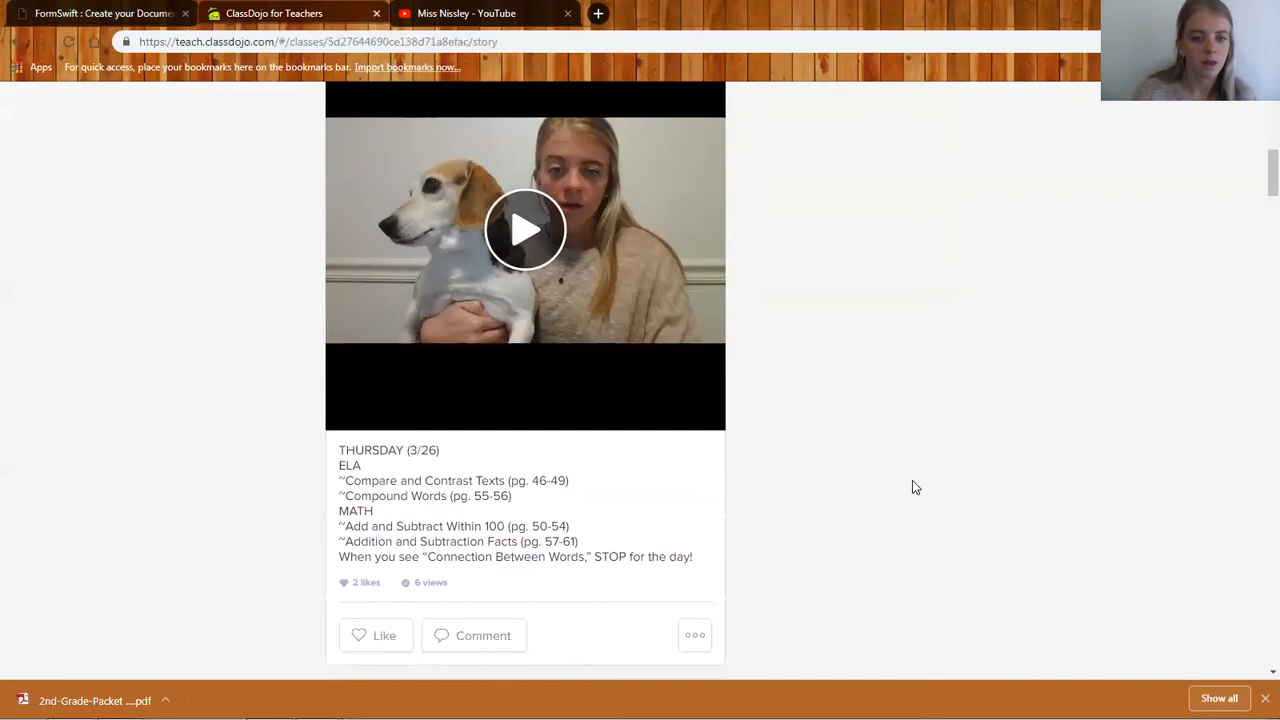 FormSwift : Create your Docume
ClassDojo for Teachers
Miss Nissley - YouTube
https://teach.classdojo.com/#/classes/5d27644690ce138d71a8efac/story
Apps
For quick access, place your bookmarks here on the bookmarks bar. Import bookmarks now...
THURSDAY (3/26)
ELA
~Compare and Contrast Texts (pg. 46-49)
~Compound Words (pg. 55-56)
MATH
~Add and Subtract Within 100 (pg. 50-54)
~Addition and Subtraction Facts (pg. 57-61)
When you see “Connection Between Words,” STOP for the day!
2 likes
6 views
Like
Comment
2nd-Grade-Packet ....pdf
Show all